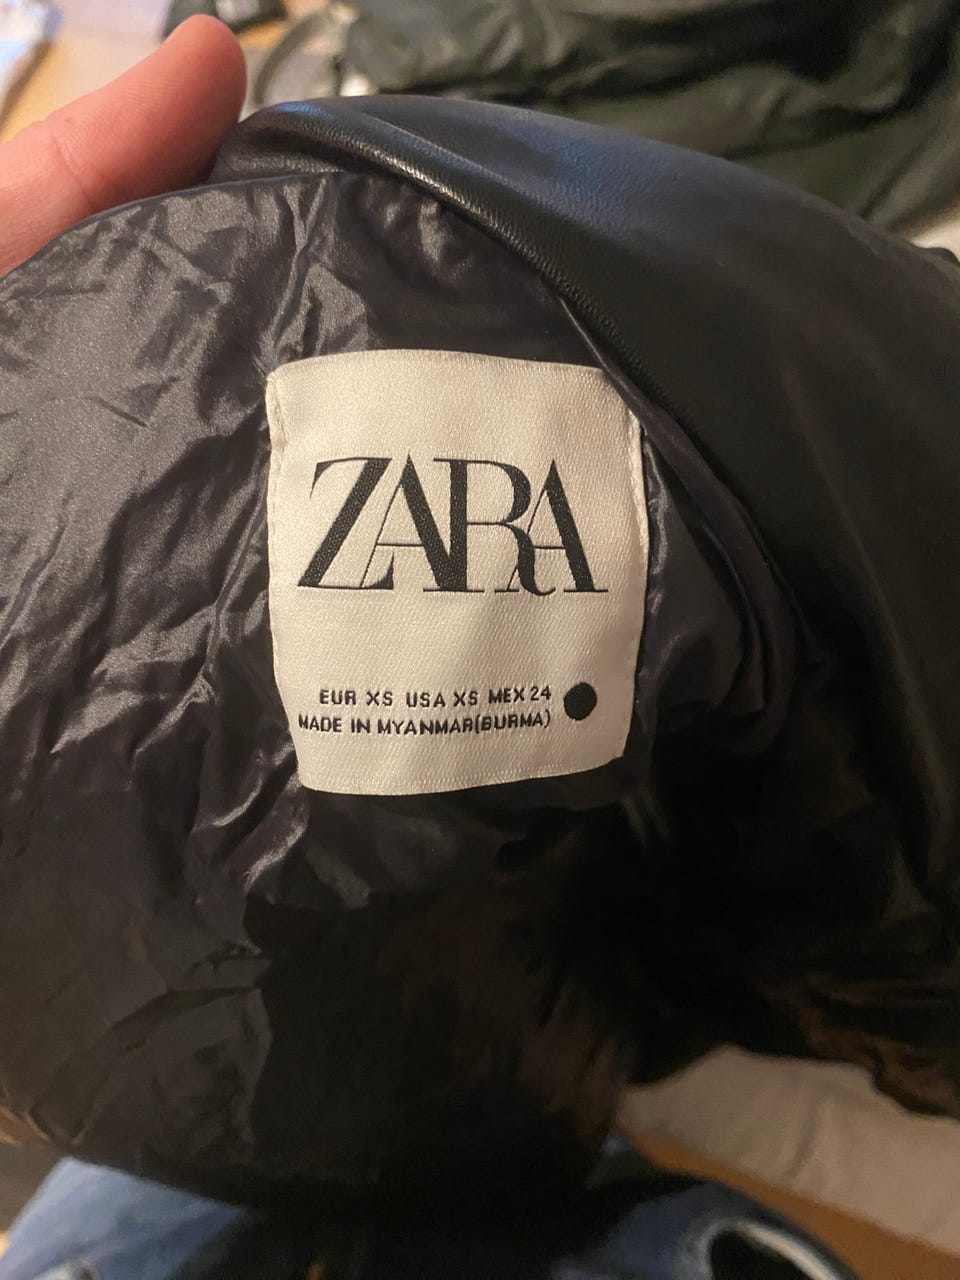 ZARA
EUR XS USA XS MEX 24
MADE IN MYANMAR(BURMA)